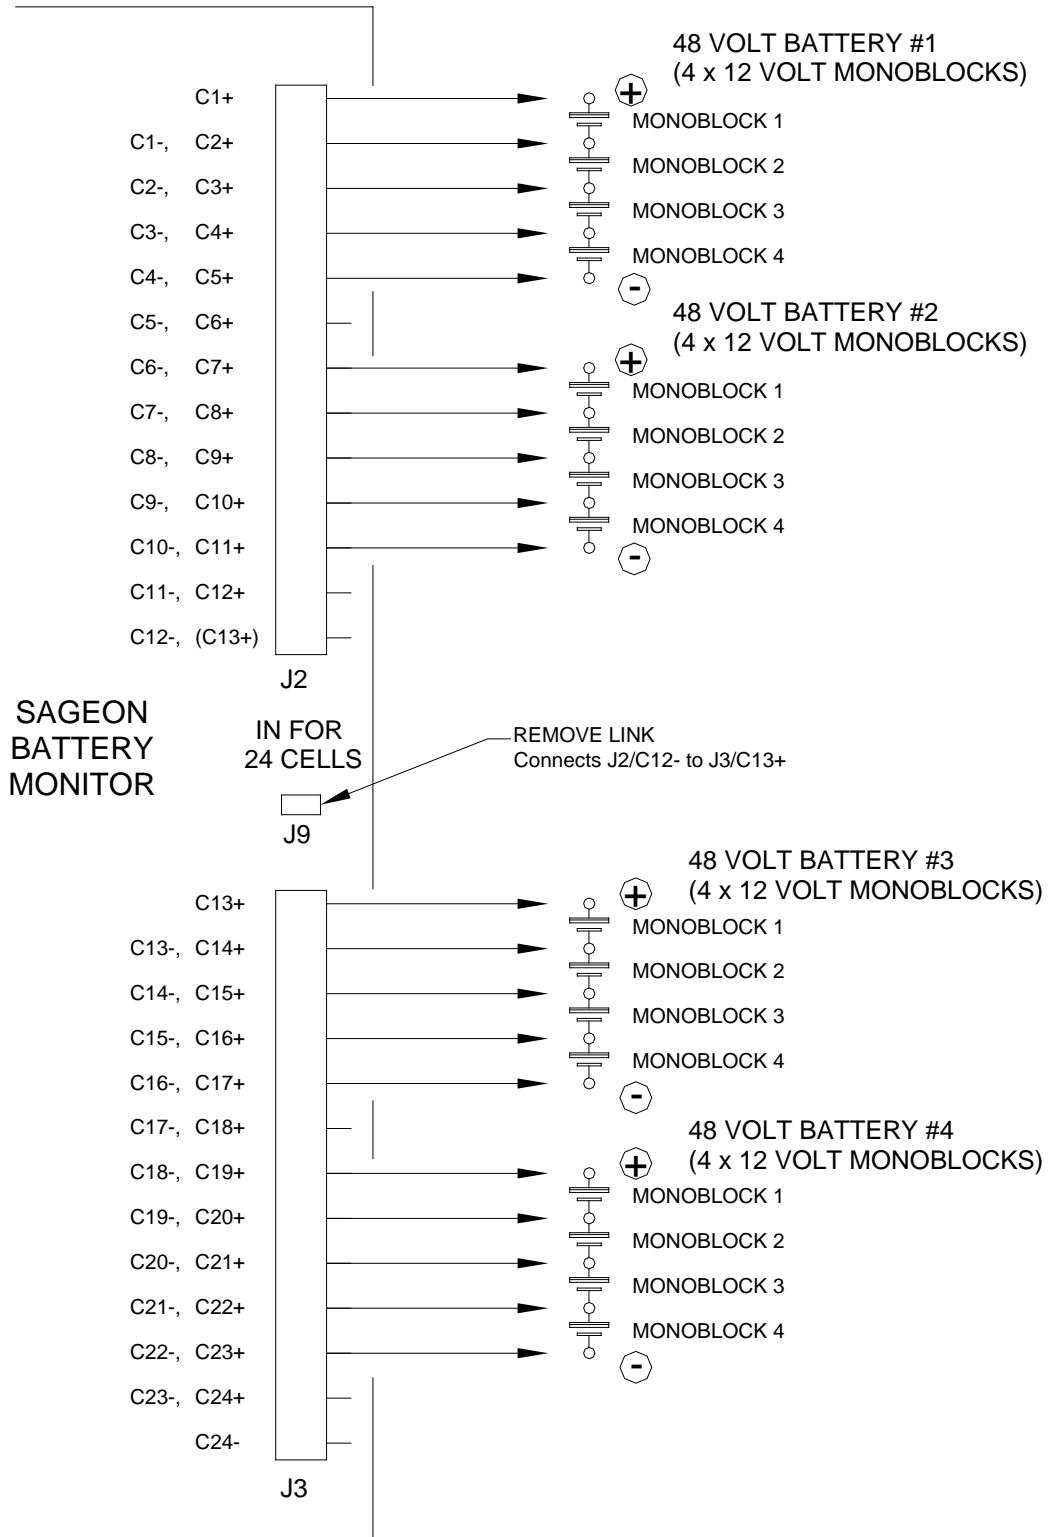 48 VOLT BATTERY #1
(4 x 12 VOLT MONOBLOCKS)
C1+
+
MONOBLOCK 1
C1-, C2+
MONOBLOCK 2
C2-, C3+
MONOBLOCK 3
C3-, C4+
MONOBLOCK 4
C4-, C5+
-
48 VOLT BATTERY #2
(4 x 12 VOLT MONOBLOCKS)
C5-, C6+
+
C6-, C7+
MONOBLOCK 1
C7-, C8+
MONOBLOCK 2
C8-, C9+
MONOBLOCK 3
C9-, C10+
MONOBLOCK 4
C10-, C11+
-
C11-, C12+
C12-, (C13+)
J2
SAGEON
BATTERY
MONITOR
IN FOR
24 CELLS
REMOVE LINK
Connects J2/C12- to J3/C13+
J9
48 VOLT BATTERY #3
(4 x 12 VOLT MONOBLOCKS)
C13+
+
MONOBLOCK 1
C13-, C14+
MONOBLOCK 2
C14-, C15+
MONOBLOCK 3
C15-, C16+
MONOBLOCK 4
C16-, C17+
-
48 VOLT BATTERY #4
(4 x 12 VOLT MONOBLOCKS)
C17-, C18+
+
C18-, C19+
MONOBLOCK 1
C19-, C20+
MONOBLOCK 2
C20-, C21+
MONOBLOCK 3
C21-, C22+
MONOBLOCK 4
C22-, C23+
-
C23-, C24+
C24-
J3